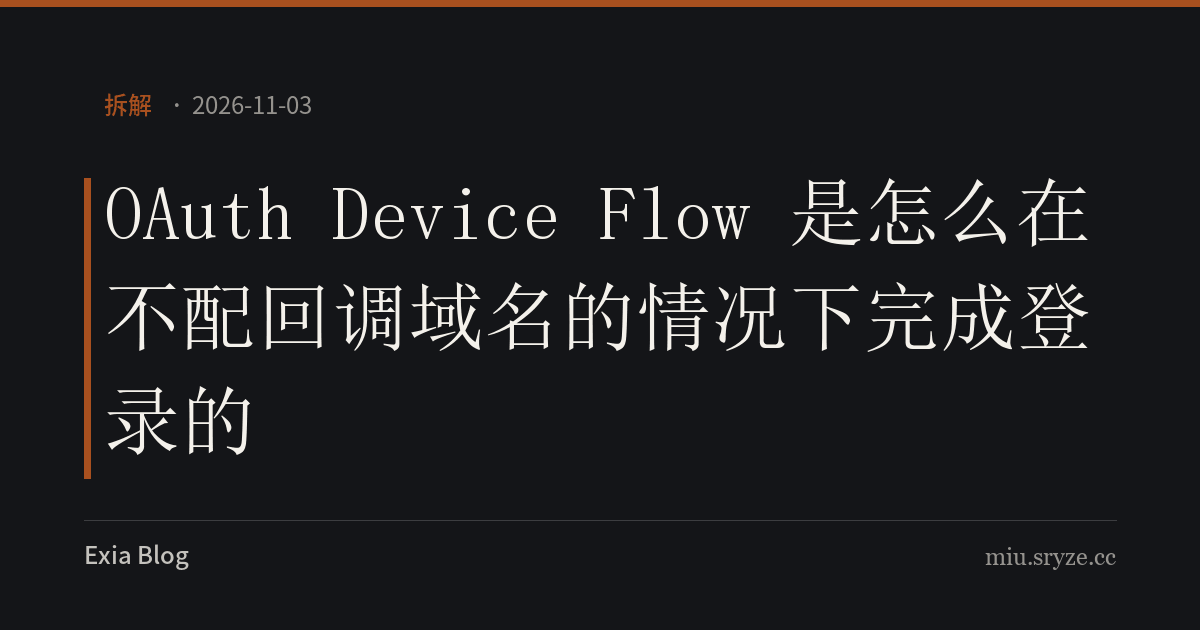 拆解 · 2026-11-03
OAuth Device Flow 是怎么在
不配回调域名的情况下完成登
录的
Exia Blog
miu.sryze.cc